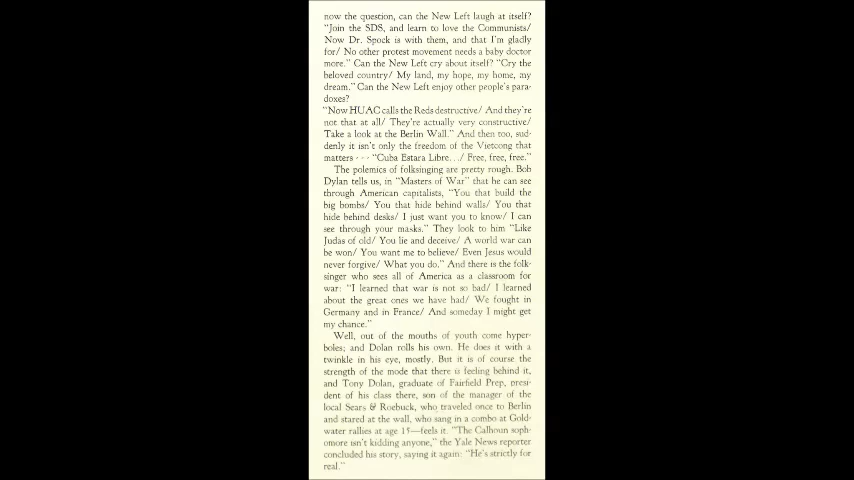 now the question, can the New Left laugh at itself?
"Join the SDS, and learn to love the Communists/
Now Dr. Spock is with them, and that I'm gladly
for/ No other protest movement needs a baby doctor
more." Can the New Left cry about itself? "Cry the
beloved country/ My land, my hope, my home, my
dream." Can the New Left enjoy other people's para-
doxes?
"Now HUAC calls the Reds destructive/ And they're
not that at all/ They're actually very constructive/
Take a look at the Berlin Wall." And then too, sud-
denly it isn't only the freedom of the Vietcong that
matters - - - "Cuba Estara Libre. . ./ Free, free, free."
The polemics of folksinging are pretty rough. Bob
Dylan tells us, in "Masters of War" that he can see
through American capitalists, "You that build the
big bombs/ You that hide behind walls/ You that
hide behind desks/ I just want you to know/ I can
see through your masks." They look to him "Like
Judas of old/ You lie and deceive/ A world war can
be won/ You want me to believe/ Even Jesus would
never forgive/ What you do." And there is the folk-
singer who sees all of America as a classroom for
war: "I learned that war is not so bad/ I learned
about the great ones we have had/ We fought in
Germany and in France/ And someday I might get
my chance."
Well, out of the mouths of youth come hyper-
boles; and Dolan rolls his own. He does it with a
twinkle in his eye, mostly. But it is of course the
strength of the mode that there is feeling behind it,
and Tony Dolan, graduate of Fairfield Prep, presi-
dent of his class there, son of the manager of the
local Sears & Roebuck, who traveled once to Berlin
and stared at the wall, who sang in a combo at Gold-
water rallies at age 15—feels it. "The Calhoun soph-
omore isn't kidding anyone," the Yale News reporter
concluded his story, saying it again: "He's strictly for
real."